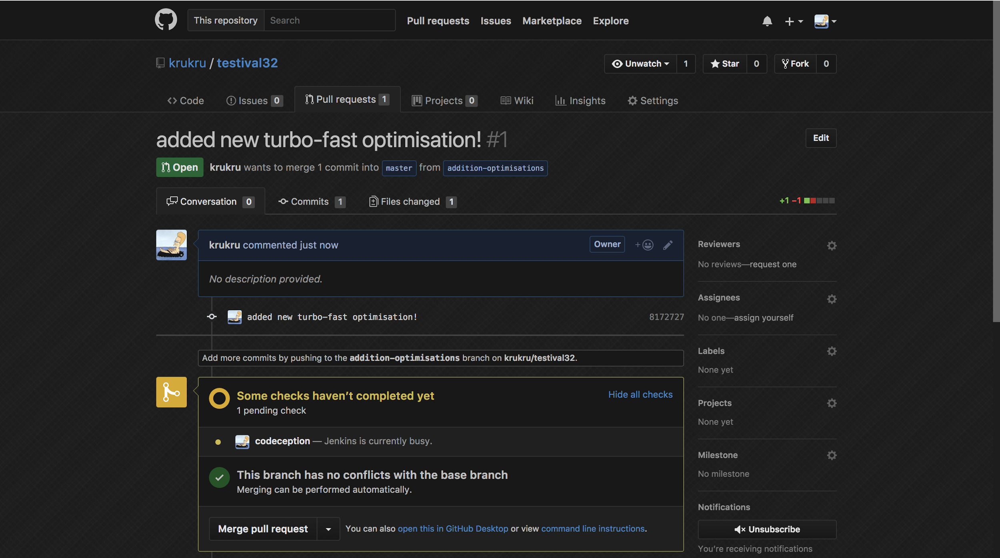 This repository Search Pull requests Issues Marketplace Explore
krukru / testival32 Unwatch 1 Star 0 Fork 0
Code Issues 0 Pull requests 1 Projects 0 Wiki Insights Settings
added new turbo-fast optimisation! #1 Edit
Open krukru wants to merge 1 commit into master from addition-optimisations
Conversation 0 Commits 1 Files changed 1 +1 −1
krukru commented just now Owner +
No description provided.
added new turbo-fast optimisation! 8172727
Add more commits by pushing to the addition-optimisations branch on krukru/testival32.
Some checks haven’t completed yet Hide all checks
1 pending check
codeception — Jenkins is currently busy.
This branch has no conflicts with the base branch
Merging can be performed automatically.
Merge pull request You can also open this in GitHub Desktop or view command line instructions.
Reviewers
No reviews—request one
Assignees
No one—assign yourself
Labels
None yet
Projects
None yet
Milestone
No milestone
Notifications
Unsubscribe
You’re receiving notifications